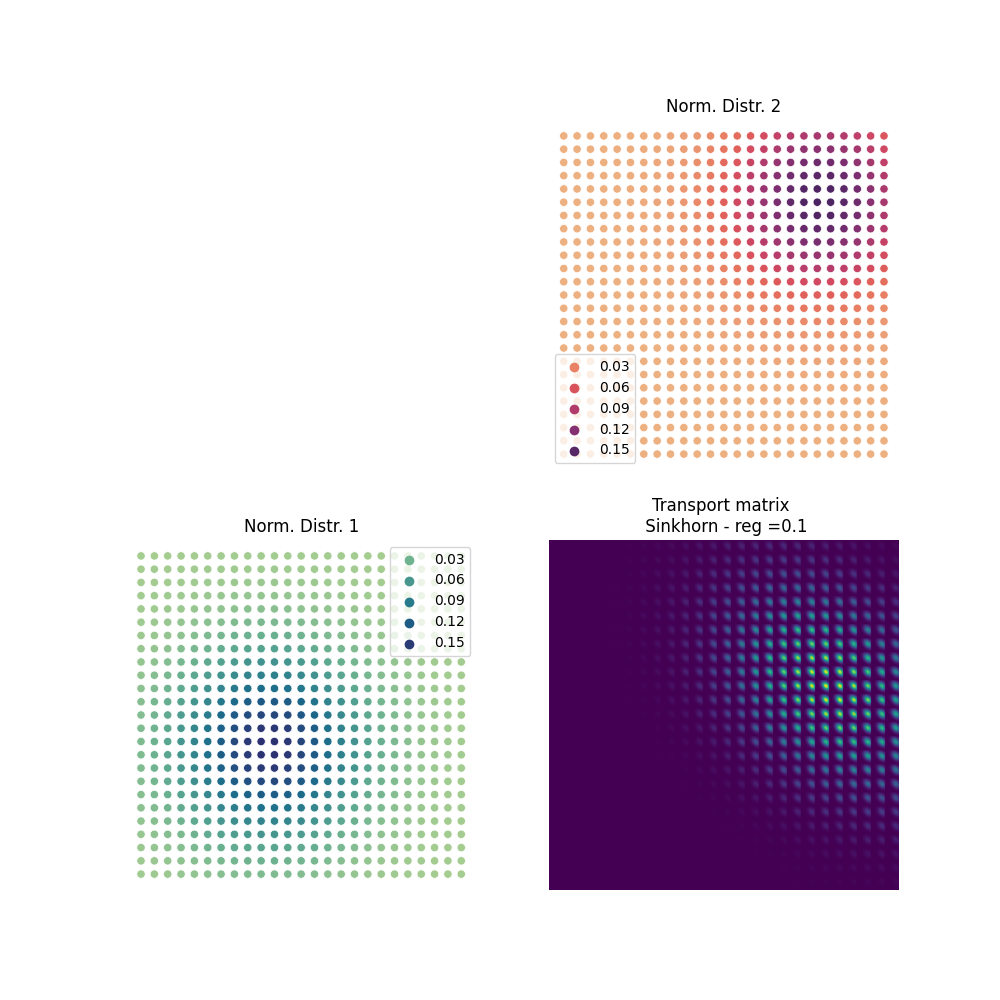 Norm. Distr. 2
0.03
0.06
0.09
0.12
0.15
Norm. Distr. 1
0.03
0.06
0.09
0.12
0.15
Transport matrix
Sinkhorn - reg =0.1